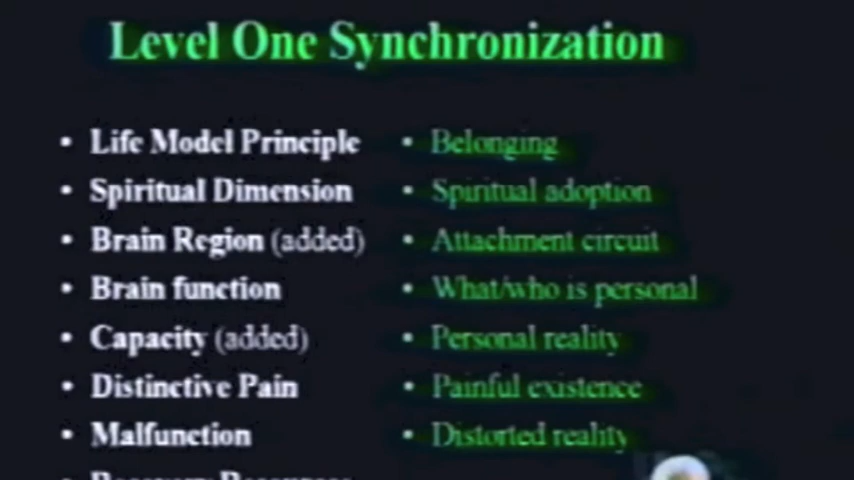 Level One Synchronization
• Life Model Principle • Belonging
• Spiritual Dimension • Spiritual adoption
• Brain Region (added) • Attachment circuit
• Brain function • What/who is personal
• Capacity (added) • Personal reality
• Distinctive Pain • Painful existence
• Malfunction • Distorted reality